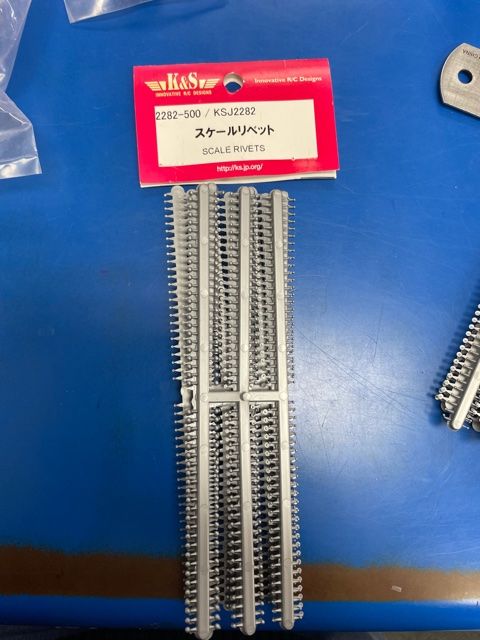 K&S
INNOVATIVE R/C DESIGNS
Innovative R/C Designs
2282-500 / KSJ2282
スケールリベット
SCALE RIVETS
http://ks.jp.org/